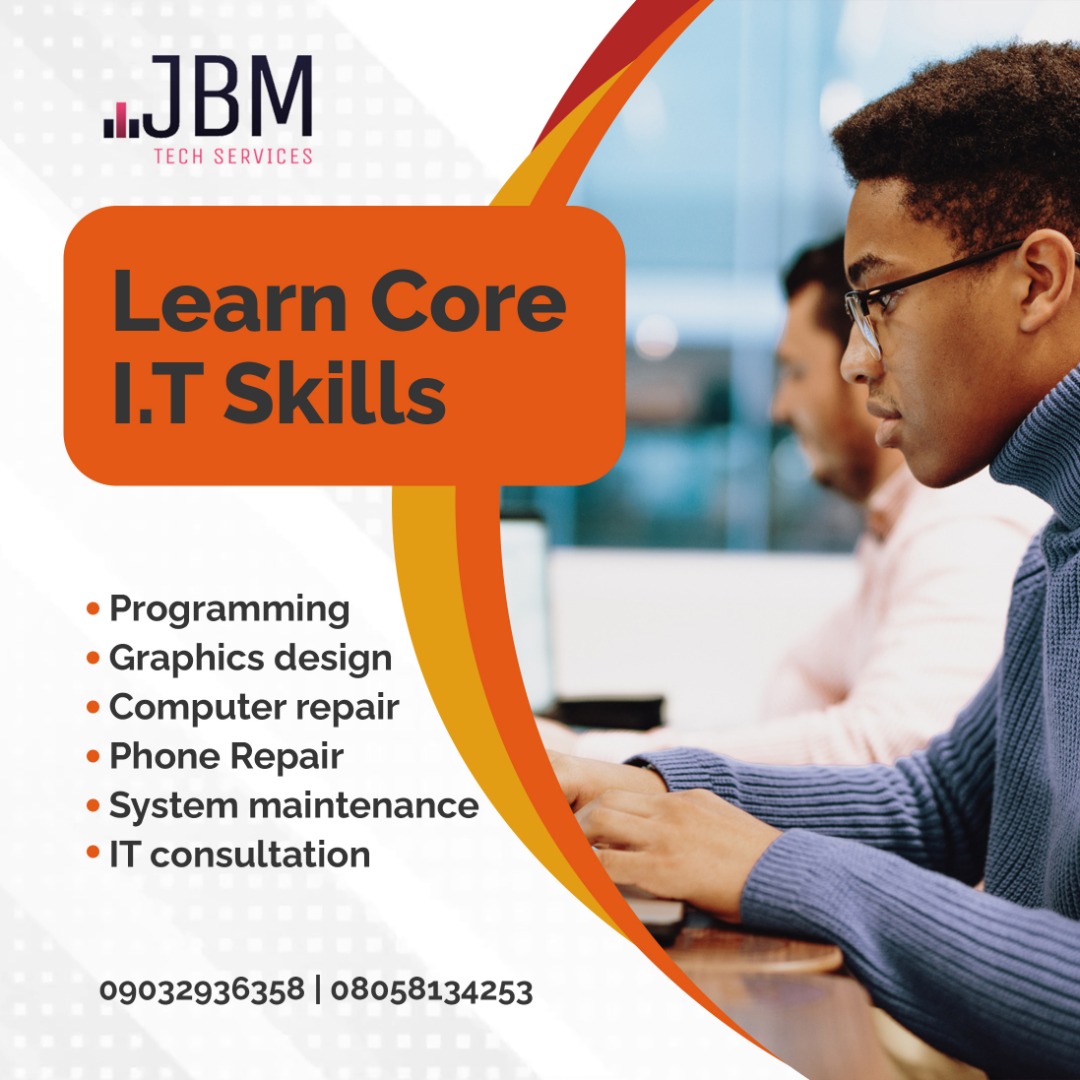 JBM
TECH SERVICES
Learn Core
I.T Skills
• Programming
• Graphics design
• Computer repair
• Phone Repair
• System maintenance
• IT consultation
09032936358 | 08058134253